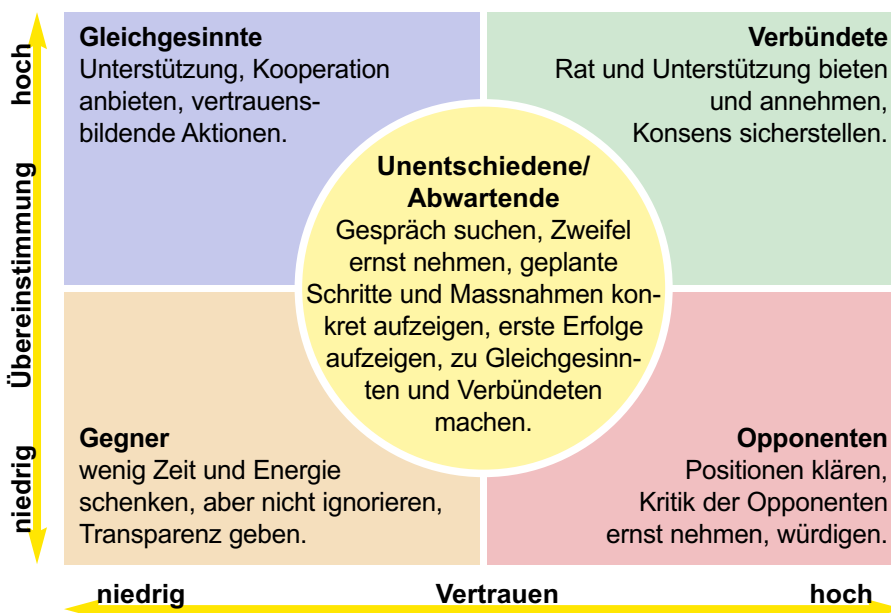 Gleichgesinnte
Unterstützung, Kooperation
anbieten, vertrauens-
bildende Aktionen.
Verbündete
Rat und Unterstützung bieten
und annehmen,
Konsens sicherstellen.
Unentschiedene/
Abwartende
Gespräch suchen, Zweifel
ernst nehmen, geplante
Schritte und Massnahmen kon-
kret aufzeigen, erste Erfolge
aufzeigen, zu Gleichgesinn-
ten und Verbündeten
machen.
Gegner
wenig Zeit und Energie
schenken, aber nicht ignorieren,
Transparenz geben.
Opponenten
Positionen klären,
Kritik der Opponenten
ernst nehmen, würdigen.
hoch
Übereinstimmung
niedrig
niedrig
Vertrauen
hoch